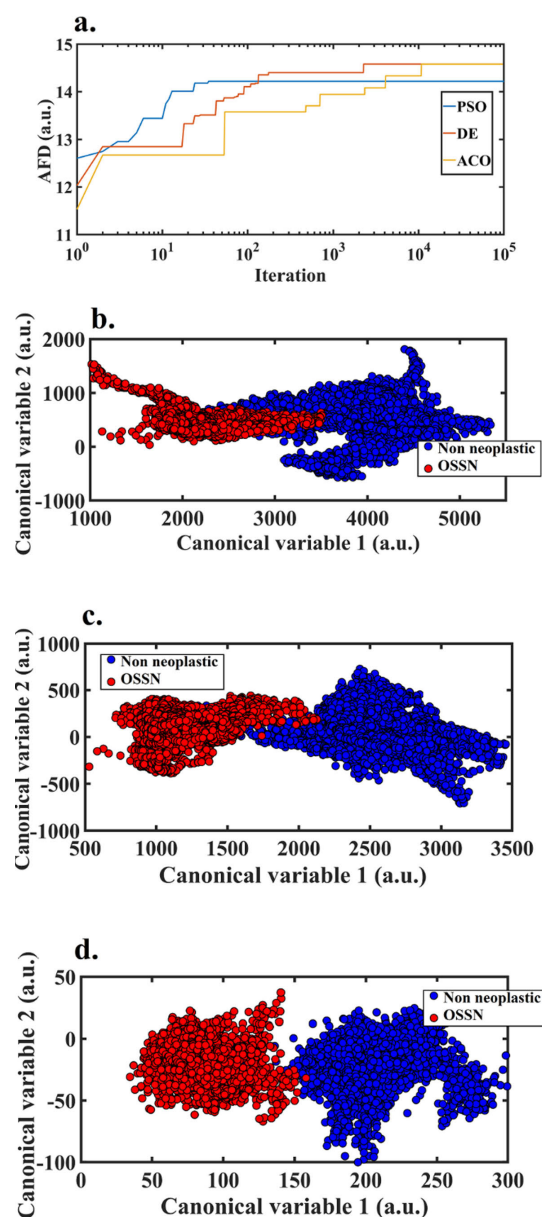 a.
15
14
13
12
11
AFD (a.u.)
PSO
DE
ACO
10^0
10^1
10^2
10^3
10^4
10^5
Iteration
b.
2000
1000
0
-1000
Canonical variable 2 (a.u.)
Non neoplastic
OSSN
1000
2000
3000
4000
5000
Canonical variable 1 (a.u.)
c.
1000
500
0
-500
-1000
Canonical variable 2 (a.u.)
Non neoplastic
OSSN
500
1000
1500
2000
2500
3000
3500
Canonical variable 1 (a.u.)
d.
50
-0
-50
-100
Canonical variable 2 (a.u.)
Non neoplastic
OSSN
0
50
100
150
200
250
300
Canonical variable 1 (a.u.)